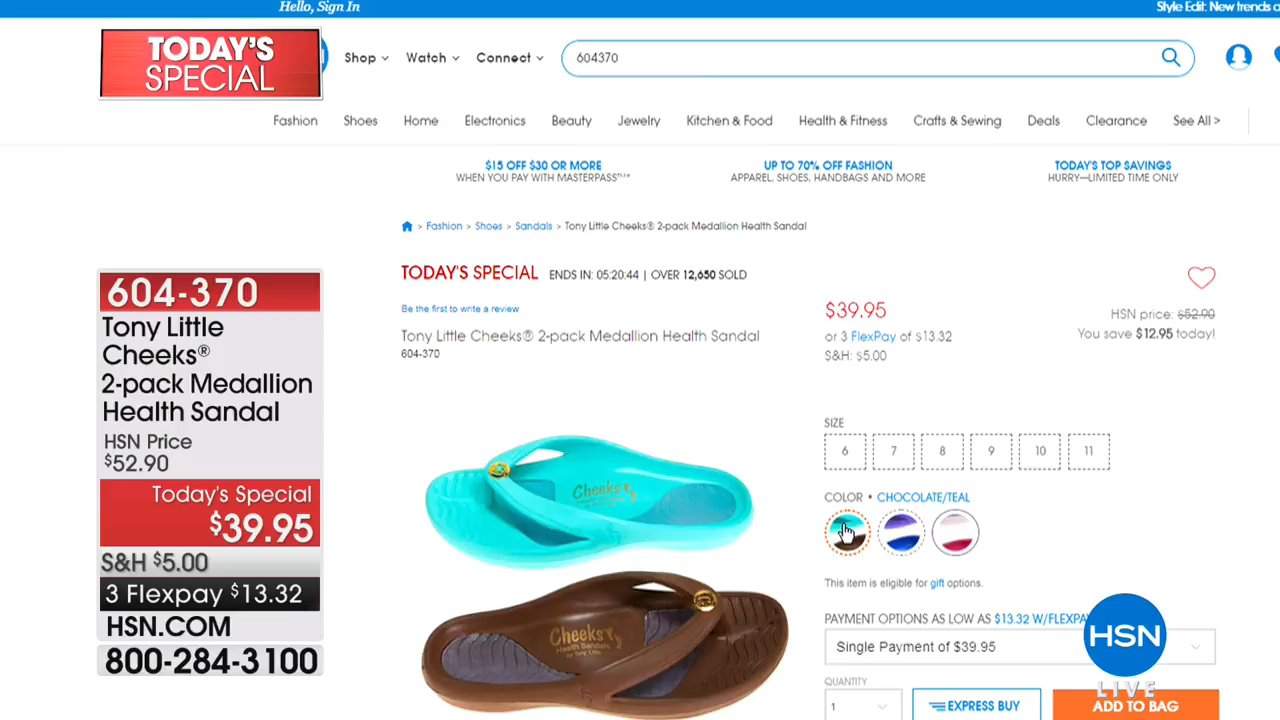 Hello, Sign In
Style Edit: New trends a
TODAY'S
SPECIAL
Shop
Watch
Connect
604370
Fashion
Shoes
Home
Electronics
Beauty
Jewelry
Kitchen & Food
Health & Fitness
Crafts & Sewing
Deals
Clearance
See All >
$15 OFF $30 OR MORE
WHEN YOU PAY WITH MASTERPASS
UP TO 70% OFF FASHION
APPAREL, SHOES, HANDBAGS AND MORE
TODAY'S TOP SAVINGS
HURRY—LIMITED TIME ONLY
> Fashion > Shoes > Sandals > Tony Little Cheeks® 2-pack Medallion Health Sandal
TODAY'S SPECIAL ENDS IN: 05:20:44 | OVER 12,650 SOLD
Be the first to write a review
Tony Little Cheeks® 2-pack Medallion Health Sandal
604-370
$39.95
or 3 FlexPay of $13.32
S&H: $5.00
HSN price: $52.90
You save $12.95 today!
604-370
Tony Little
Cheeks®
2-pack Medallion
Health Sandal
HSN Price
$52.90
Today's Special
$39.95
S&H $5.00
3 Flexpay $13.32
HSN.COM
800-284-3100
Cheeks
Cheeks
Health Sandals
by Tony Little
SIZE
6
7
8
9
10
11
COLOR • CHOCOLATE/TEAL
This item is eligible for gift options.
PAYMENT OPTIONS AS LOW AS $13.32 W/FLEXPA
Single Payment of $39.95
QUANTITY
1
EXPRESS BUY
ADD TO BAG
HSN
LIVE